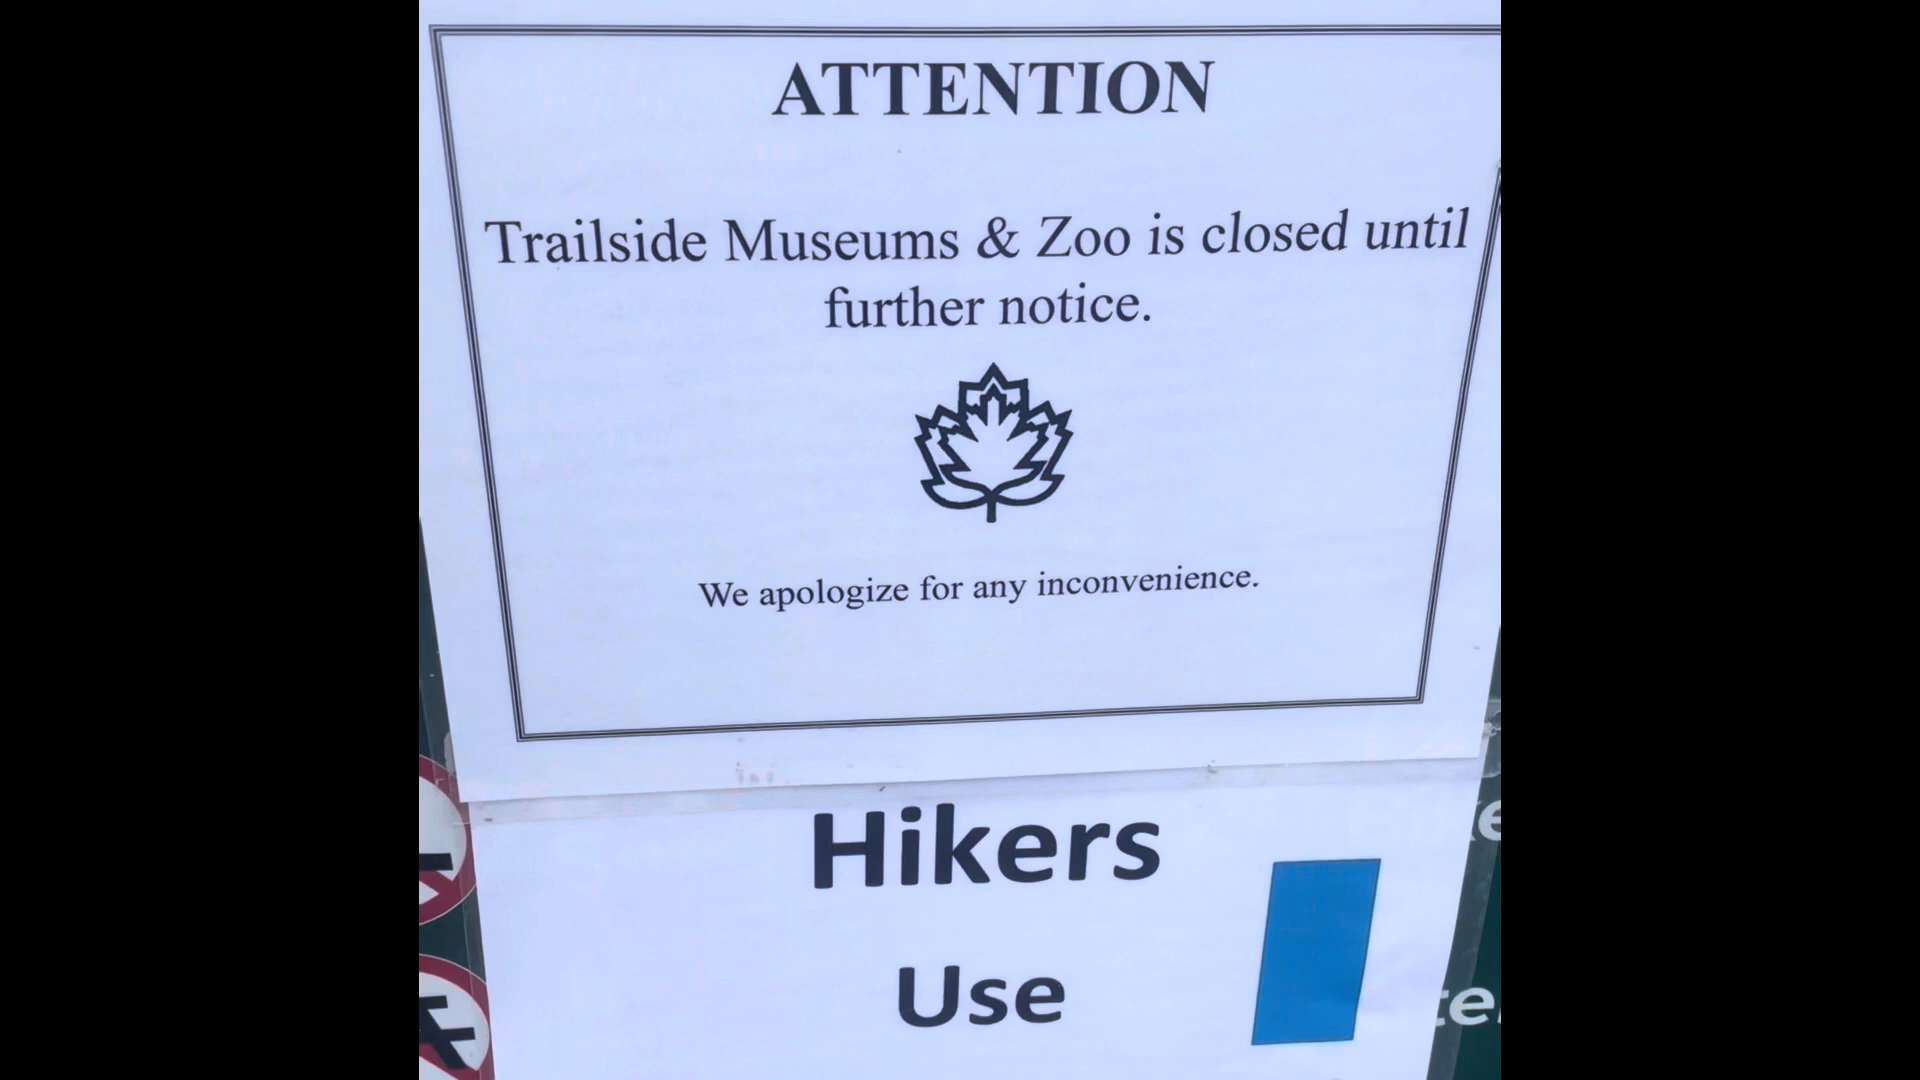 ATTENTION
Trailside Museums & Zoo is closed until
further notice.
We apologize for any inconvenience.
Hikers
Use